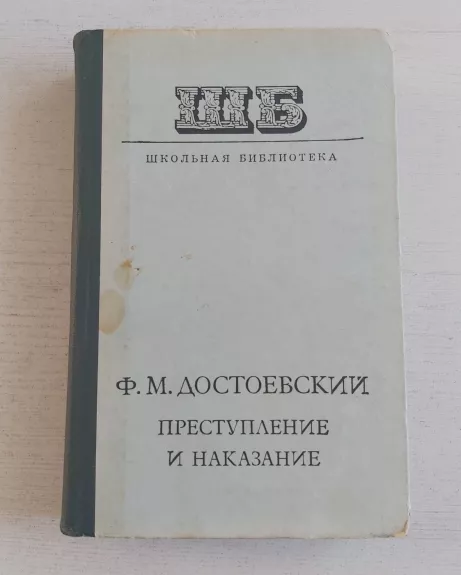 ШБ
ШКОЛЬНАЯ БИБЛИОТЕКА
Ф. М. ДОСТОЕВСКИЙ
ПРЕСТУПЛЕНИЕ
И НАКАЗАНИЕ